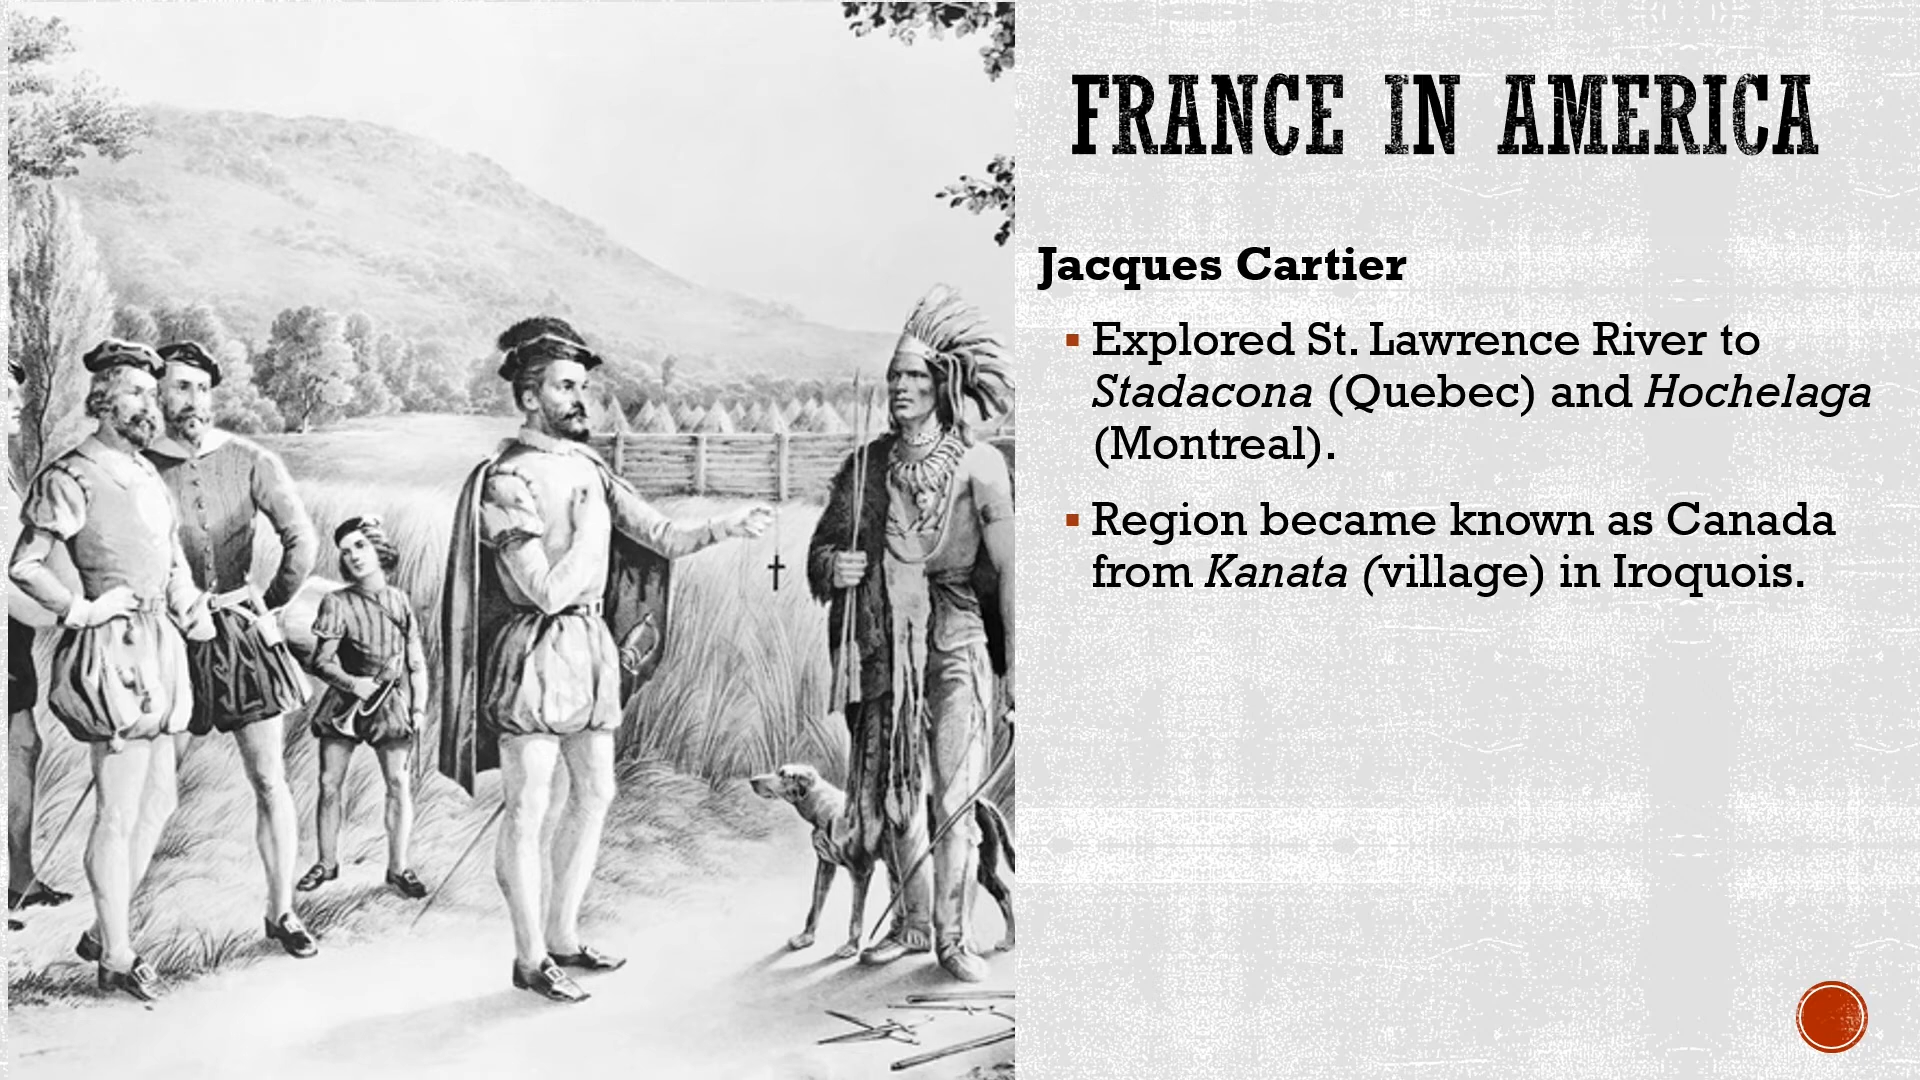 FRANCE IN AMERICA
Jacques Cartier
▪ Explored St. Lawrence River to
Stadacona (Quebec) and Hochelaga
(Montreal).
▪ Region became known as Canada
from Kanata (village) in Iroquois.